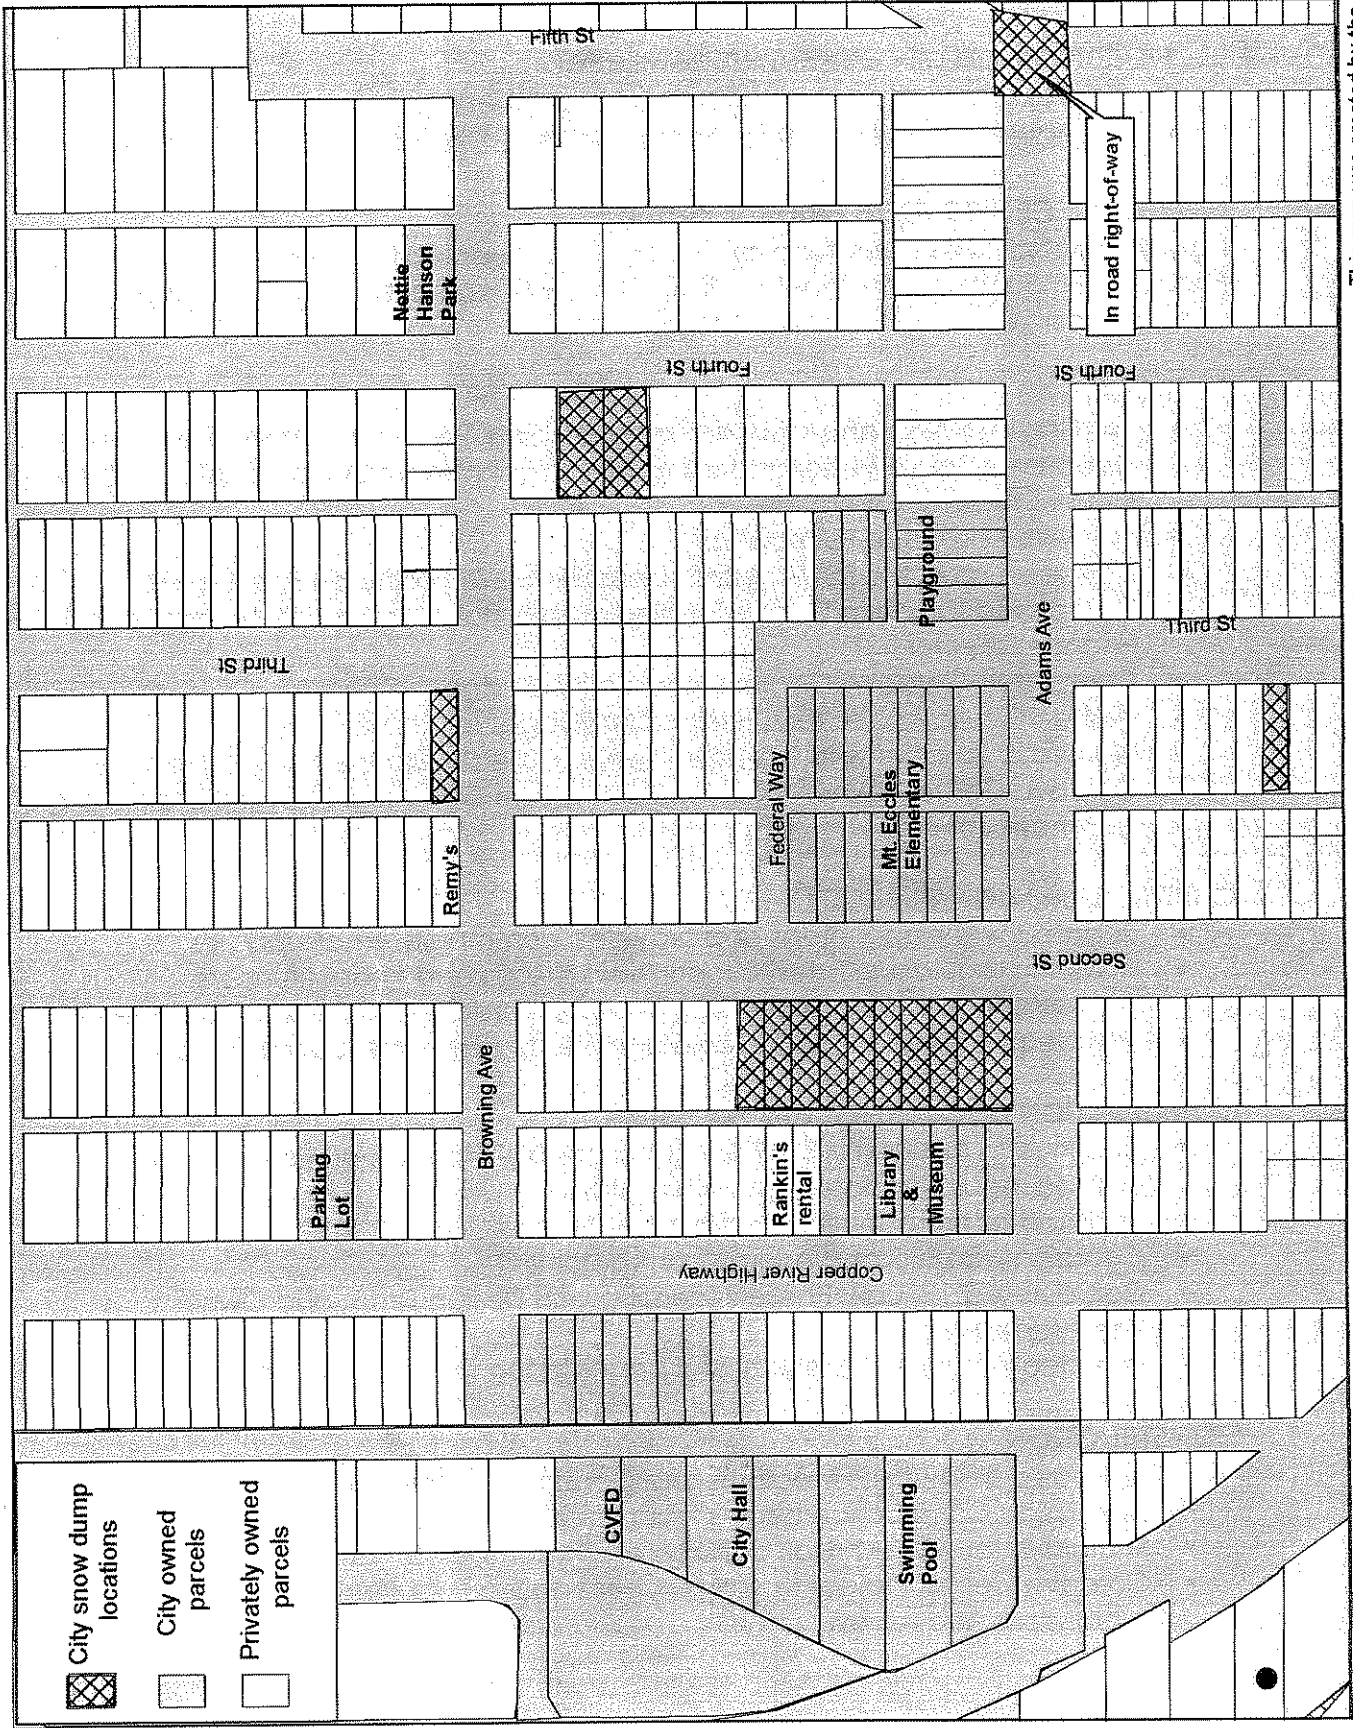 City snow dump
locations
City owned
parcels
Privately owned
parcels
CVFD
City Hall
Swimming
Pool
Copper River Highway
Parking
Lot
Rankin's
rental
Library
&
Museum
Browning Ave
Second St
Remy's
Federal Way
Mt. Eccles
Elementary
Adams Ave
Third St
Third St
Playground
Fourth St
Fourth St
Nettie
Hanson
Park
In road right-of-way
Fifth St